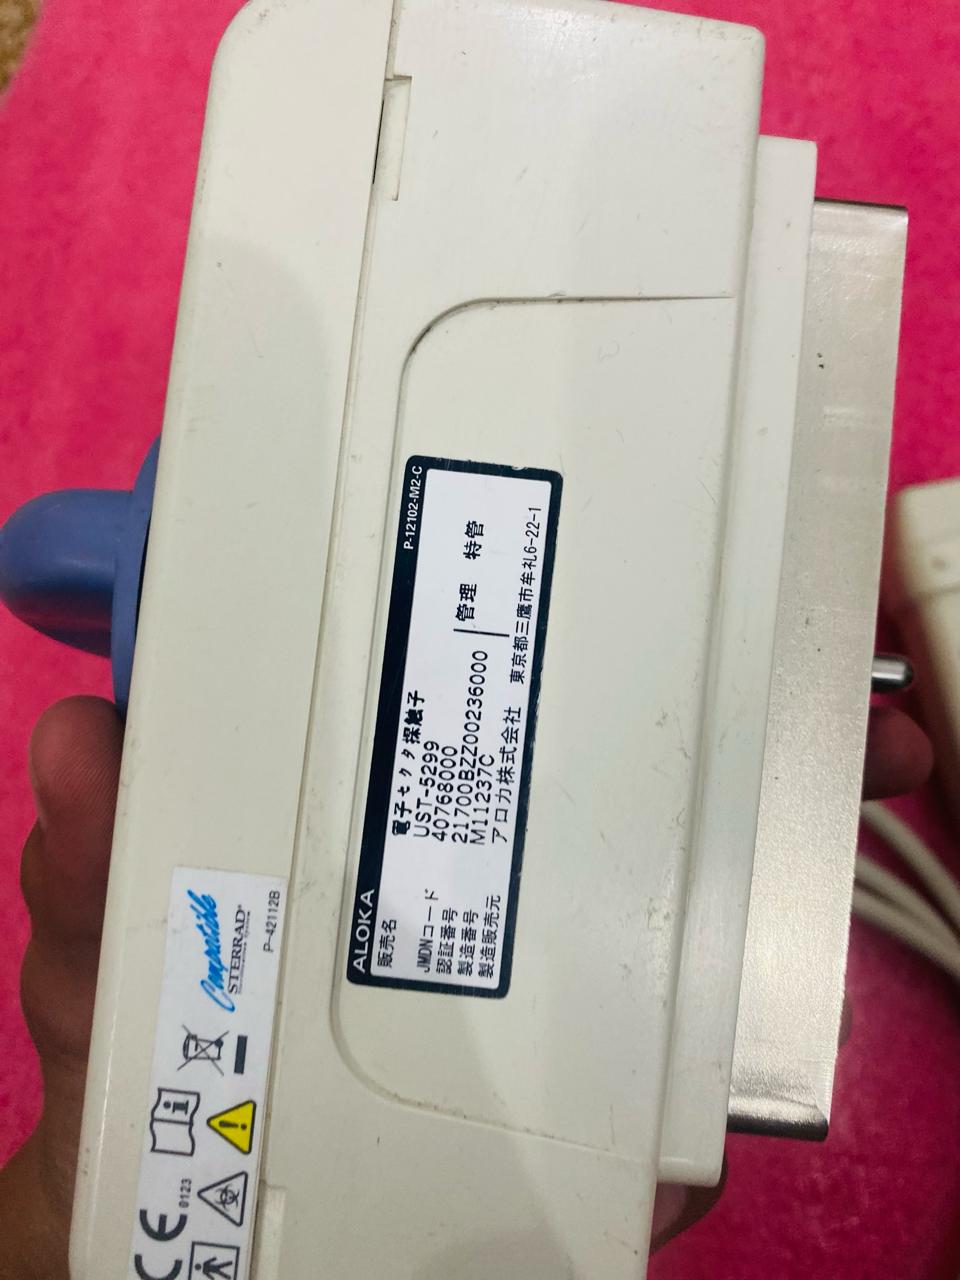 ALOKA
P-12102-M2-C
販売名 電子セクタ探触子
UST-5299
JMDNコード 40768000
認証番号 21700BZZ00236000 管理 特管
製造番号 M11237C
製造販売元 アロカ株式会社 東京都三鷹市牟礼6-22-1
Compatible
STERRAD®
P-42112B
CE
0123